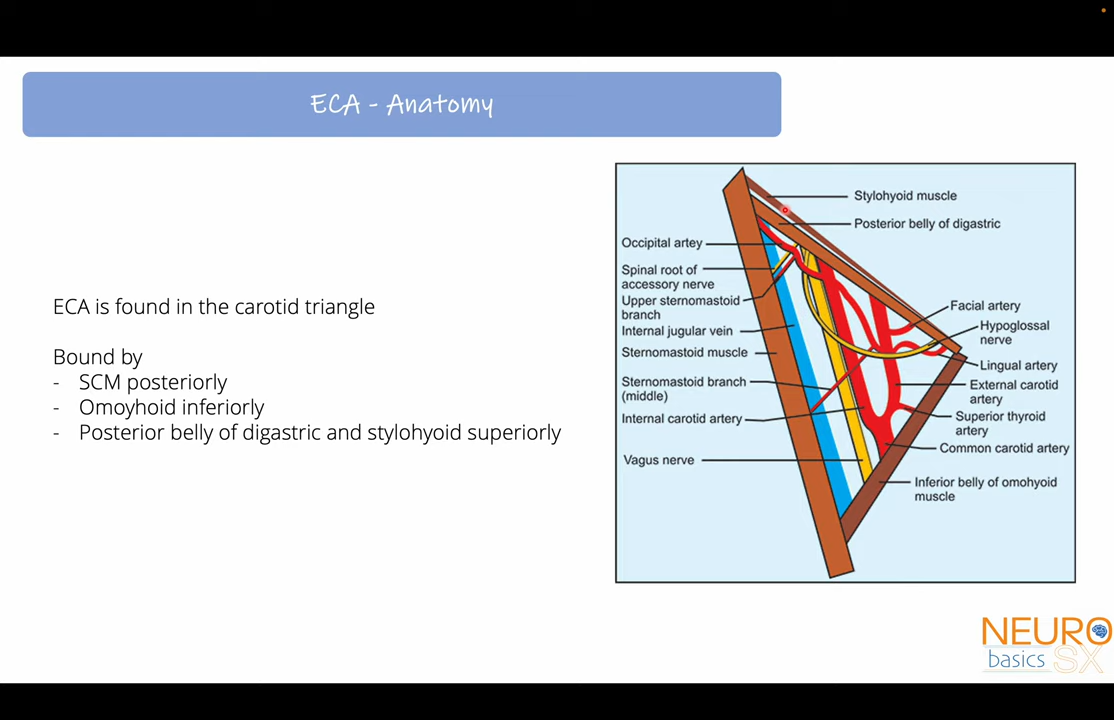 ECA - Anatomy
ECA is found in the carotid triangle
Bound by
- SCM posteriorly
- Omoyhoid inferiorly
- Posterior belly of digastric and stylohyoid superiorly
Stylohyoid muscle
Posterior belly of digastric
Occipital artey
Spinal root of
accessory nerve
Upper sternomastoid
branch
Internal jugular vein
Sternomastoid muscle
Sternomastoid branch
(middle)
Internal carotid artery
Vagus nerve
Facial artery
Hypoglossal
nerve
Lingual artery
External carotid
artery
Superior thyroid
artery
Common carotid artery
Inferior belly of omohyoid
muscle
NEURO
basics SX